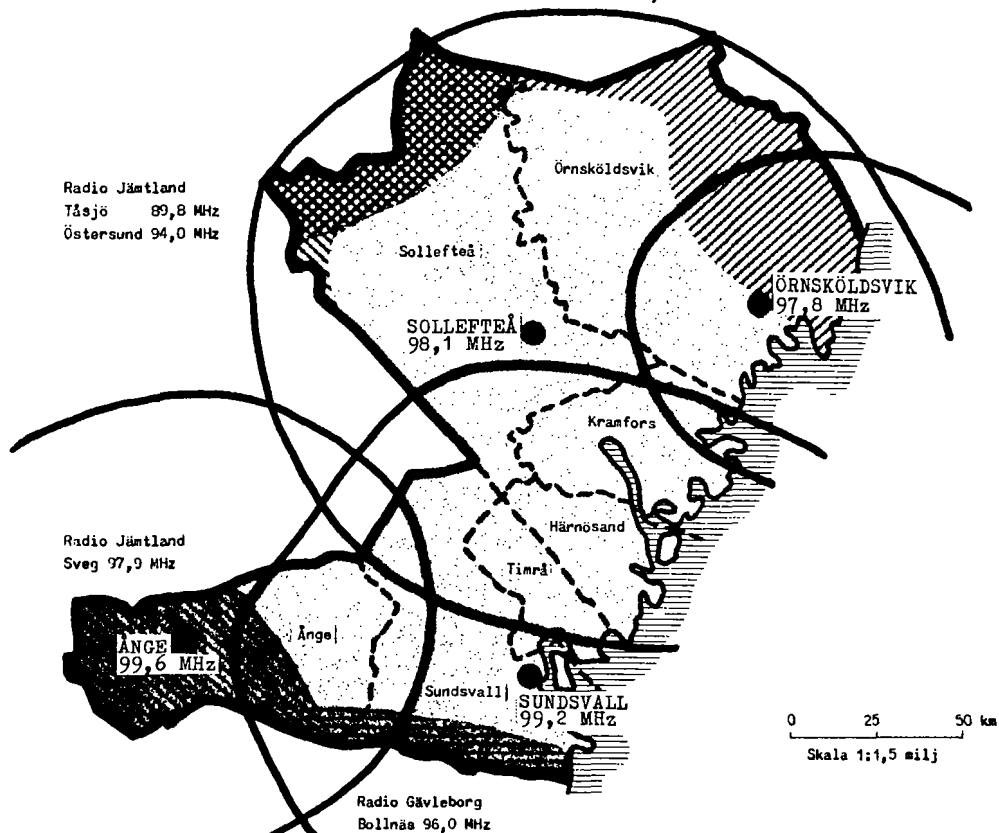 Örnsköldsvik
Radio Jämtland
Tåsjö 89,8 MHz
Östersund 94,0 MHz
Sollefteå
ÖRNSKÖLDSVIK
97,8 MHz
SOLLEFTEÅ
98,1 MHz
Kramfors
Härnösand
Radio Jämtland
Sveg 97,9 MHz
Timrå
Ånge
ÅNGE
99,6 MHz
Sundsvall
SUNDSVALL
99,2 MHz
0 25 50 km
Skala 1:1,5 milj
Radio Gävleborg
Bollnäs 96,0 MHz